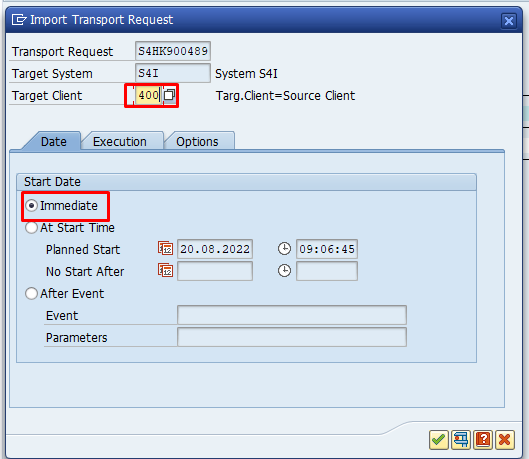 Import Transport Request
Transport Request S4HK900489
Target System S4I System S4I
Target Client 400 Targ.Client=Source Client
Date Execution Options
Start Date
Immediate
At Start Time
Planned Start 20.08.2022 09:06:45
No Start After
After Event
Event
Parameters